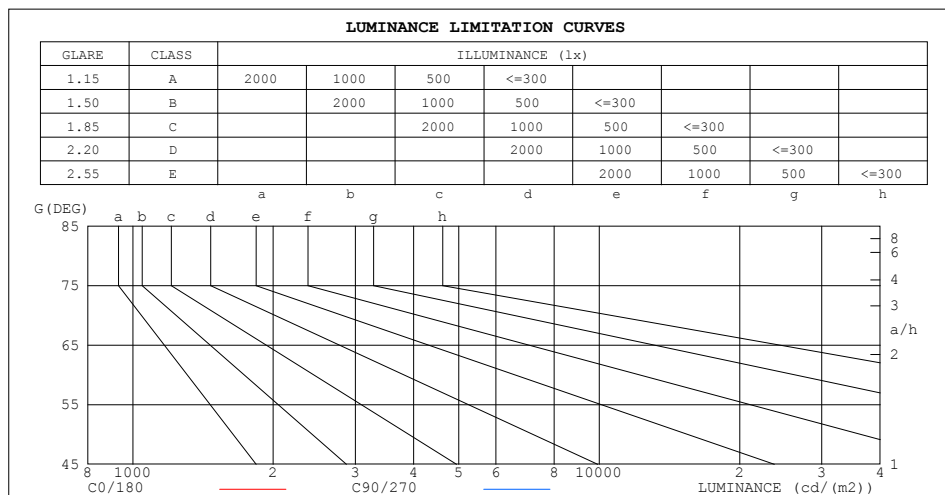 LUMINANCE LIMITATION CURVES
GLARE CLASS ILLUMINANCE (lx)
1.15 A 2000 1000 500 <=300
1.50 B 2000 1000 500 <=300
1.85 C 2000 1000 500 <=300
2.20 D 2000 1000 500 <=300
2.55 E 2000 1000 500 <=300
a b c d e f g h
G(DEG) a b c d e f g h
85
8
6
75 4
3
a/h
65 2
55
45 1
8 1000 2 3 4 5 6 8 10000 2 3 4
C0/180 C90/270 LUMINANCE (cd/(m2))